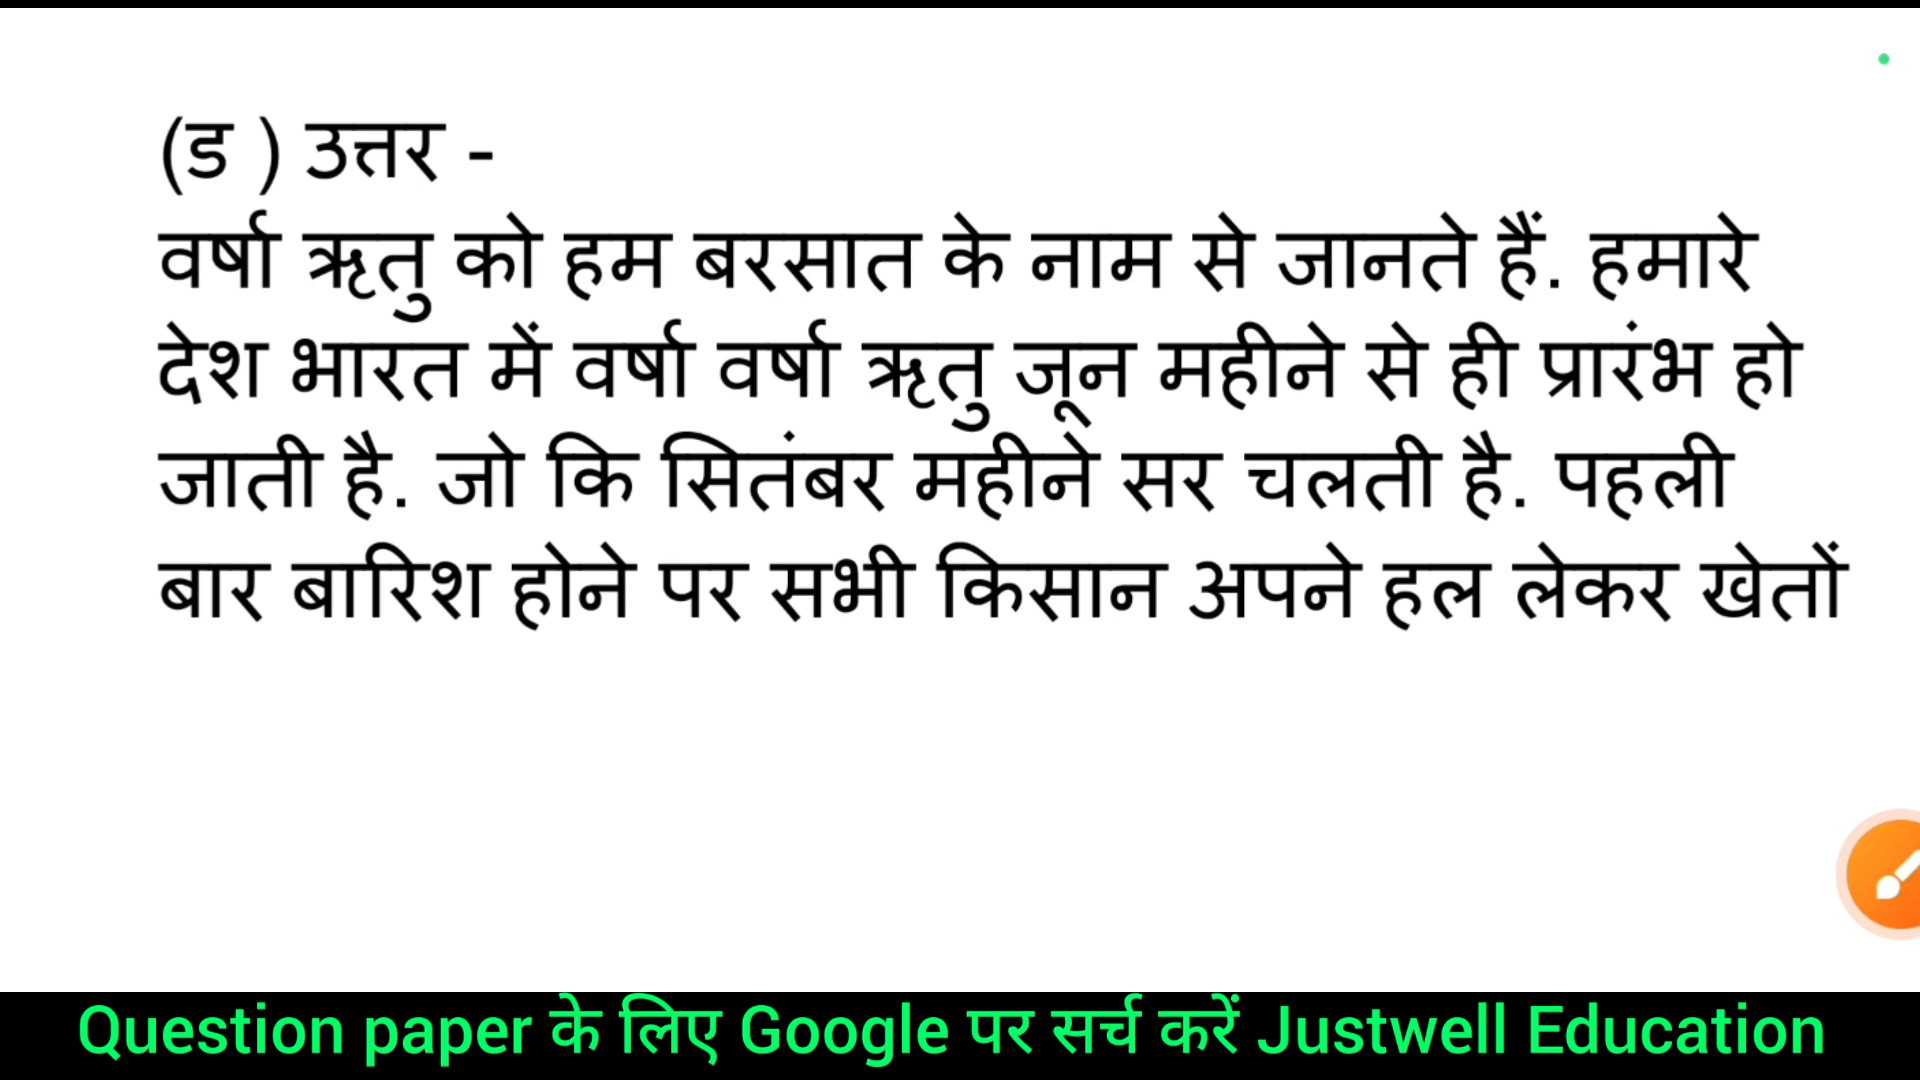 (ड ) उत्तर -
वर्षा ऋतु को हम बरसात के नाम से जानते हैं. हमारे
देश भारत में वर्षा वर्षा ऋतु जून महीने से ही प्रारंभ हो
जाती है. जो कि सितंबर महीने सर चलती है. पहली
बार बारिश होने पर सभी किसान अपने हल लेकर खेतों
Question paper के लिए Google पर सर्च करें Justwell Education